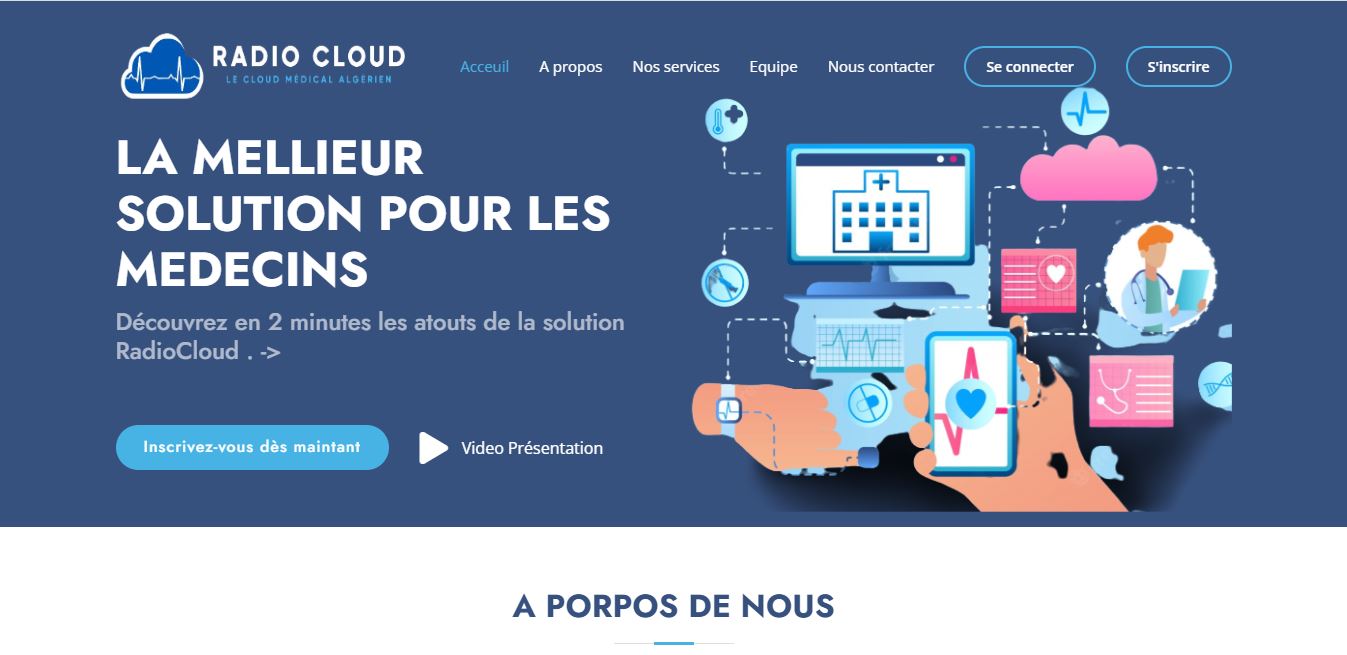 RADIO CLOUD
LE CLOUD MÉDICAL ALGÉRIEN
Acceuil
A propos
Nos services
Equipe
Nous contacter
Se connecter
S'inscrire
LA MELLIEUR
SOLUTION POUR LES
MEDECINS
Découvrez en 2 minutes les atouts de la solution
RadioCloud . ->
Inscrivez-vous dès maintant
Video Présentation
A PORPOS DE NOUS